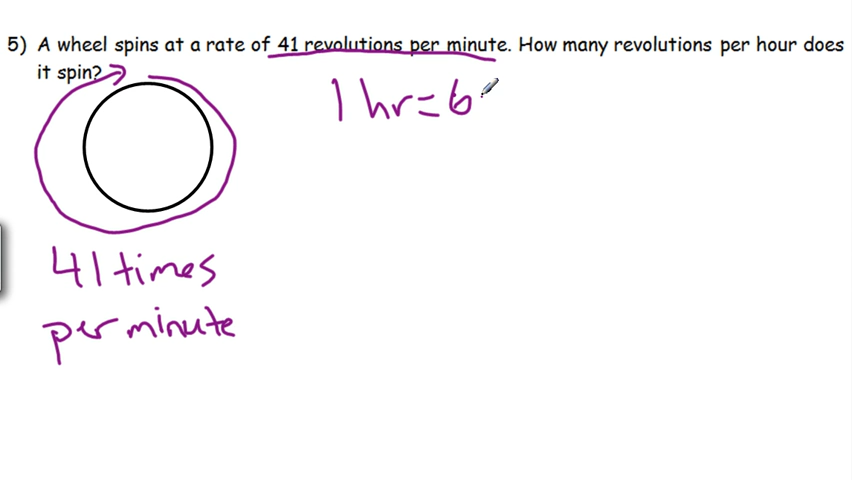 5) A wheel spins at a rate of 41 revolutions per minute. How many revolutions per hour does
it spin?
1 hr = 6
41 times
per minute